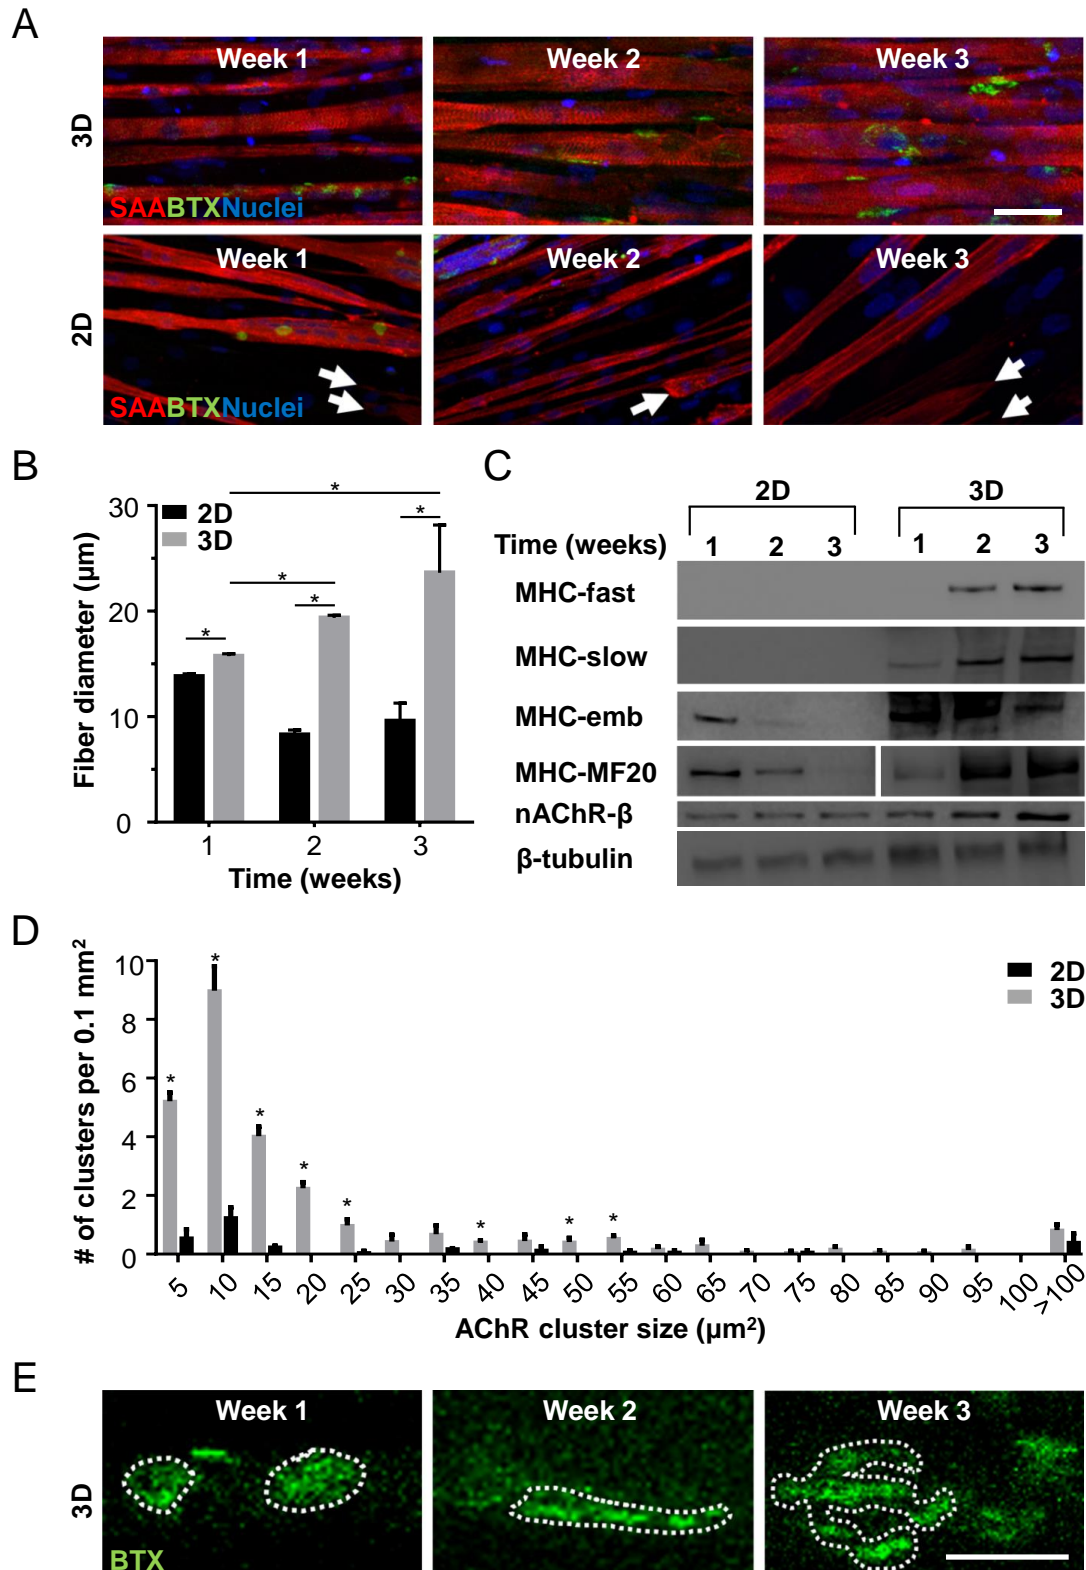 A
3D
Week 1
Week 2
Week 3
SAABTXNuclei
2D
Week 1
Week 2
Week 3
SAABTXNuclei
B
2D
3D
Fiber diameter (µm)
30
20
10
0
* * * * * *
1 2 3
Time (weeks)
C
2D 3D
Time (weeks) 1 2 3 1 2 3
MHC-fast
MHC-slow
MHC-emb
MHC-MF20
nAChR-β
β-tubulin
D
# of clusters per 0.1 mm²
10
8
6
4
2
0
* * * * * * * *
2D
3D
5 10 15 20 25 30 35 40 45 50 55 60 65 70 75 80 85 90 95 100 >100
AChR cluster size (µm²)
E
3D
Week 1
Week 2
Week 3
BTX